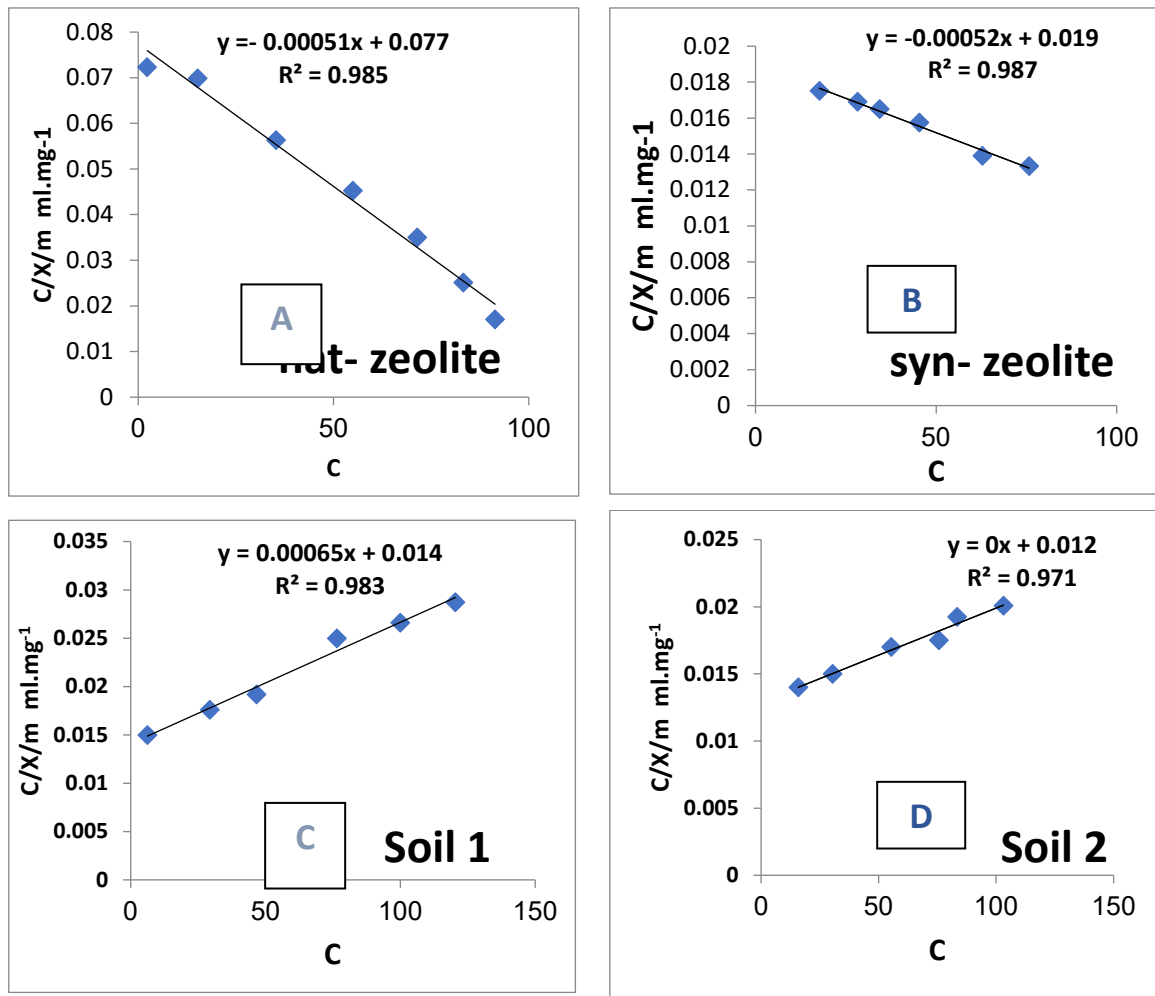 y =- 0.00051x + 0.077
R² = 0.985
0.08
0.07
0.06
0.05
0.04
0.03
0.02
0.01
0
C/X/m ml.mg-1
A
zeolite
0 50 100
C
y = -0.00052x + 0.019
R² = 0.987
0.02
0.018
0.016
0.014
0.012
0.01
0.008
0.006
0.004
0.002
0
C/X/m ml.mg-1
B
syn- zeolite
0 50 100
C
y = 0.00065x + 0.014
R² = 0.983
0.035
0.03
0.025
0.02
0.015
0.01
0.005
0
C/X/m ml.mg⁻¹
C
Soil 1
0 50 100 150
C
y = 0x + 0.012
R² = 0.971
0.025
0.02
0.015
0.01
0.005
0
C/X/m ml.mg⁻¹
D
Soil 2
0 50 100 150
C